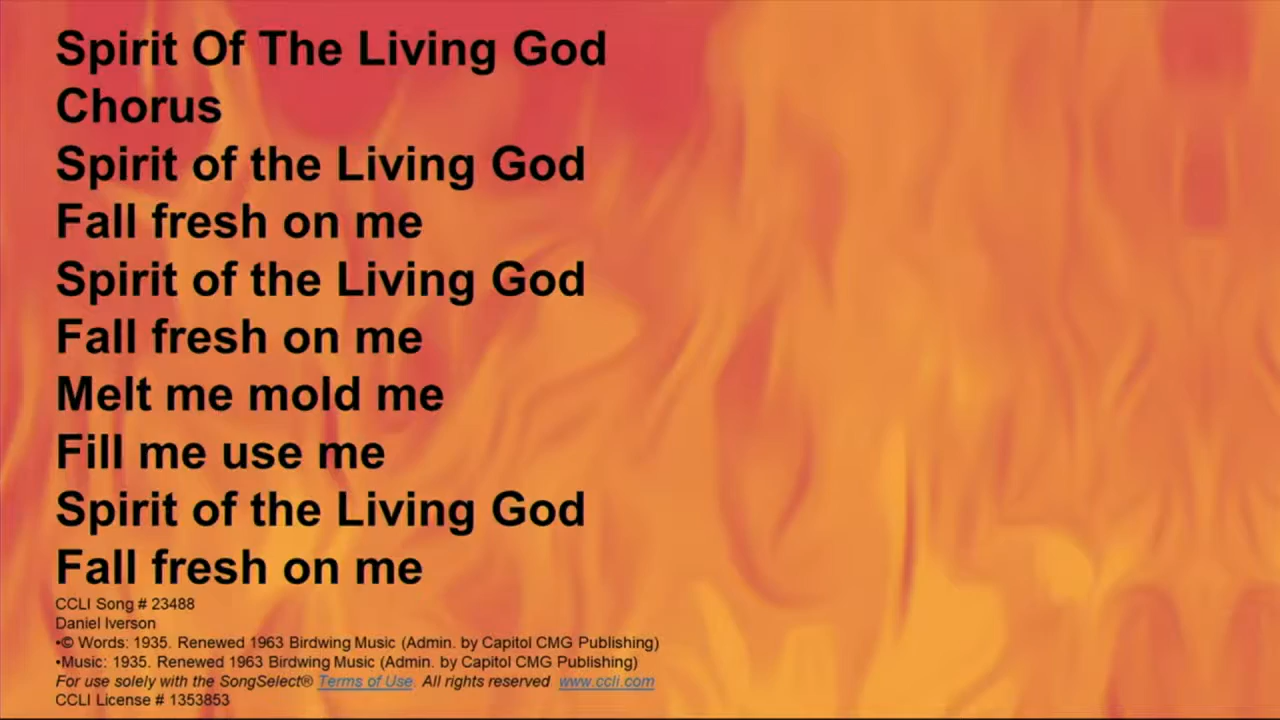 Spirit Of The Living God
Chorus
Spirit of the Living God
Fall fresh on me
Spirit of the Living God
Fall fresh on me
Melt me mold me
Fill me use me
Spirit of the Living God
Fall fresh on me
CCLI Song # 23488
Daniel Iverson
•© Words: 1935. Renewed 1963 Birdwing Music (Admin. by Capitol CMG Publishing)
•Music: 1935. Renewed 1963 Birdwing Music (Admin. by Capitol CMG Publishing)
For use solely with the SongSelect® Terms of Use. All rights reserved www.ccli.com
CCLI License # 1353853